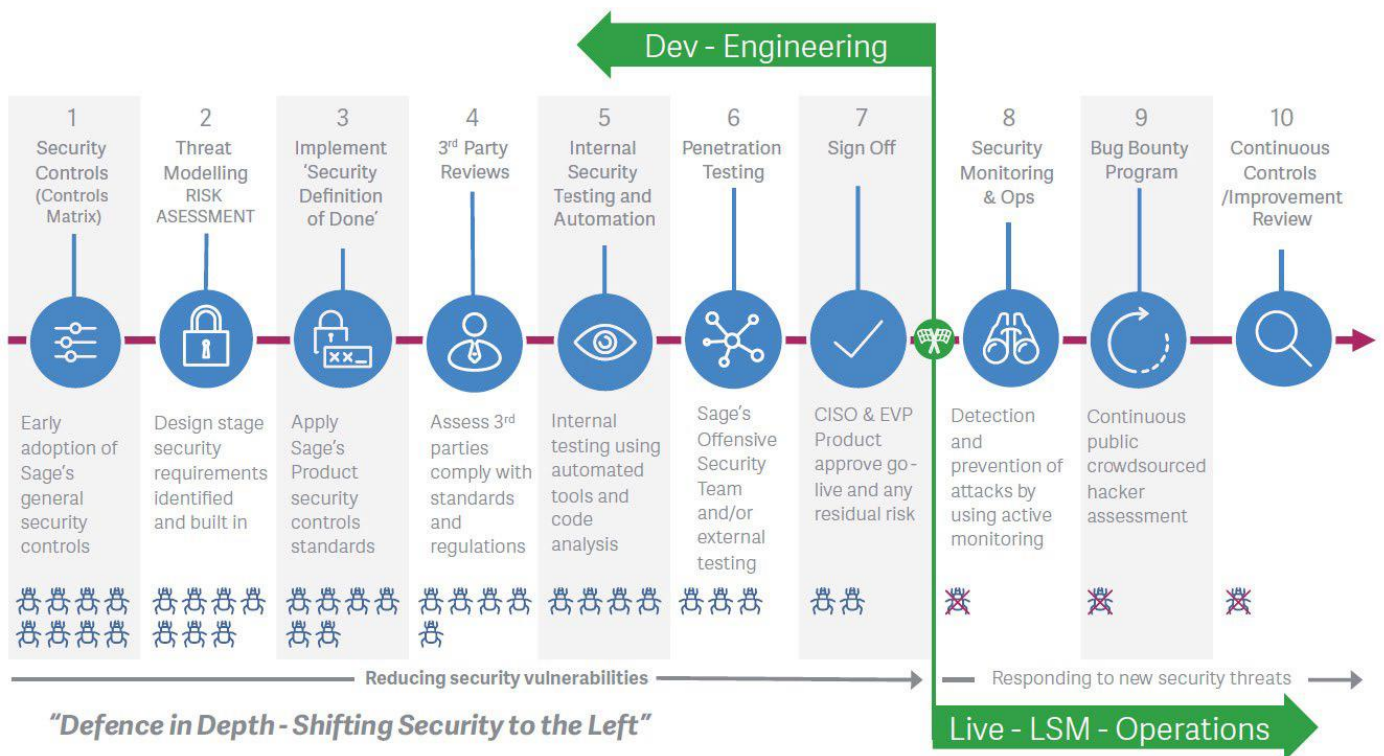 Dev - Engineering
1
Security
Controls
(Controls
Matrix)
2
Threat
Modelling
RISK
ASESSMENT
3
Implement
‘Security
Definition
of Done’
4
3rd Party
Reviews
5
Internal
Security
Testing and
Automation
6
Penetration
Testing
7
Sign Off
8
Security
Monitoring
& Ops
9
Bug Bounty
Program
10
Continuous
Controls
/Improvement
Review
XX_
Early
adoption of
Sage’s
general
security
controls
Design stage
security
requirements
identified
and built in
Apply
Sage’s
Product
security
controls
standards
Assess 3rd
parties
comply with
standards
and
regulations
Internal
testing using
automated
tools and
code
analysis
Sage’s
Offensive
Security
Team
and/or
external
testing
CISO & EVP
Product
approve go-
live and any
residual risk
Detection
and
prevention of
attacks by
using active
monitoring
Continuous
public
crowdsourced
hacker
assessment
Reducing security vulnerabilities
Responding to new security threats
“Defence in Depth - Shifting Security to the Left”
Live - LSM - Operations